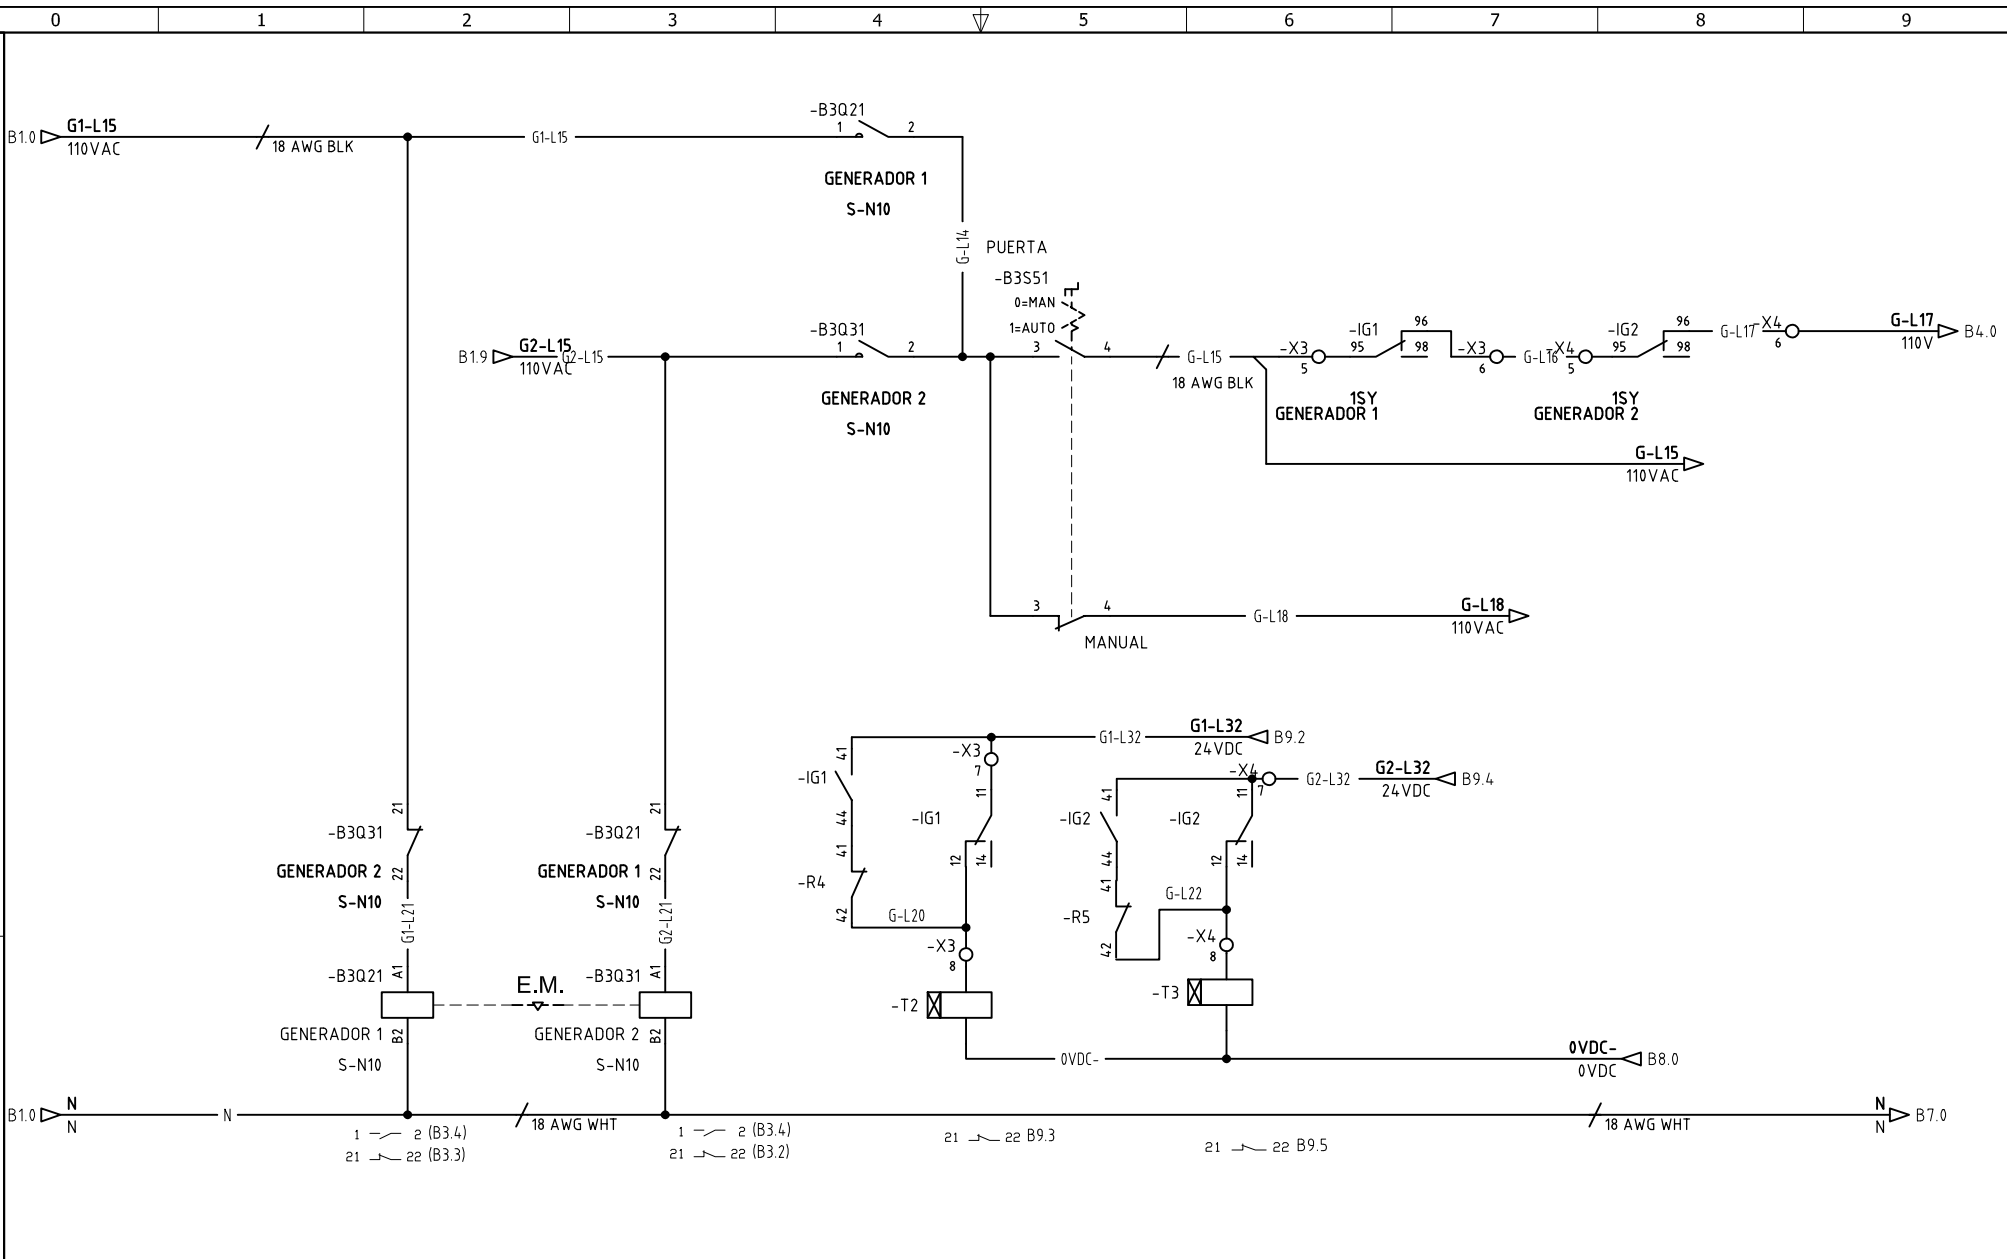 0 1 2 3 4 5 6 7 8 9
-B3Q21
B1.0 G1-L15 1 2
110VAC 18 AWG BLK G1-L15
GENERADOR 1
S-N10
G-L14
PUERTA
-B3S51
0=MAN
1=AUTO
-B3Q31 -IG1 96 -IG2 96 G-L17 -X4 G-L17 B4.0
6 110V
B1.9 G2-L15 G2-L15 1 2 3 4 G-L15 -X3 95 98 -X3 G-L16 -X4 95 98
110VAC 5 6 5
18 AWG BLK
GENERADOR 2 1SY 1SY
GENERADOR 1 GENERADOR 2
S-N10
G-L15
110VAC
3 4 G-L18 G-L18
110VAC
MANUAL
G1-L32 G1-L32 B9.2
24VDC
41 -X3
7
-IG1 -X4 G2-L32 G2-L32 B9.4
7 24VDC
11 41 11
21 21 44 -IG1 -IG2 -IG2
-B3Q31 -B3Q21
41 12 14 44 12 14
GENERADOR 2 22 GENERADOR 1 22
-R4 41 G-L22
S-N10 S-N10
42 G-L20 -R5
G1-L21 G2-L21 42 -X4
-X3 8
8
-B3Q21 A1 E.M. -B3Q31 A1
-T2 -T3
GENERADOR 1 B2 GENERADOR 2 B2
S-N10 S-N10
0VDC- 0VDC- B8.0
0VDC
B1.0 N N N B7.0
N 18 AWG WHT 18 AWG WHT N
1 2 (B3.4) 1 2 (B3.4) 21 22 B9.3 21 22 B9.5
21 22 (B3.3) 21 22 (B3.2)